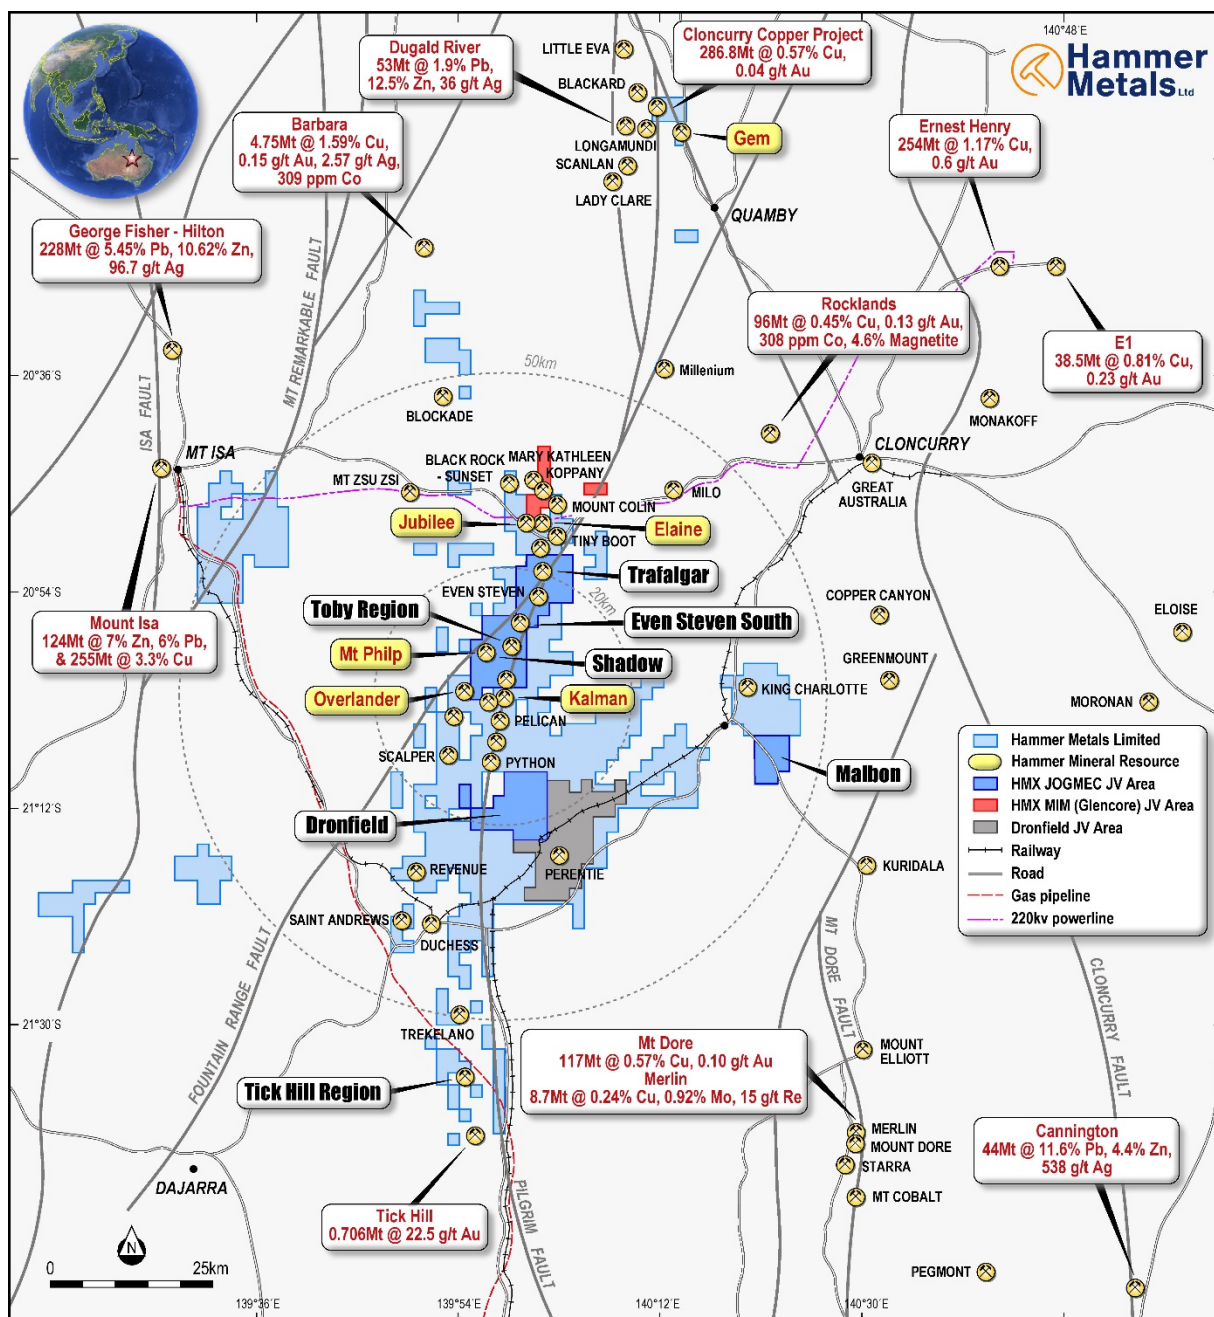 140°48'E
Hammer
Metals Ltd
Dugald River
53Mt @ 1.9% Pb,
12.5% Zn, 36 g/t Ag
LITTLE EVA
BLACKARD
Cloncurry Copper Project
286.8Mt @ 0.57% Cu,
0.04 g/t Au
LONGAMUNDI
Gem
SCANLAN
LADY CLARE
QUAMBY
Barbara
4.75Mt @ 1.59% Cu,
0.15 g/t Au, 2.57 g/t Ag,
309 ppm Co
Ernest Henry
254Mt @ 1.17% Cu,
0.6 g/t Au
George Fisher - Hilton
228Mt @ 5.45% Pb, 10.62% Zn,
96.7 g/t Ag
MT REMARKABLE FAULT
Rocklands
96Mt @ 0.45% Cu, 0.13 g/t Au,
308 ppm Co, 4.6% Magnetite
E1
38.5Mt @ 0.81% Cu,
0.23 g/t Au
20°36'S
50km
Millenium
ISA FAULT
BLOCKADE
MONAKOFF
MT ISA
CLONCURRY
MARY KATHLEEN
BLACK ROCK
- SUNSET
KOPPANY
MT ZSU ZSI
MILO
GREAT
AUSTRALIA
MOUNT COLIN
Jubilee
Elaine
TINY BOOT
Trafalgar
20°54'S
EVEN STEVEN
20km
Toby Region
Even Steven South
COPPER CANYON
ELOISE
Mount Isa
124Mt @ 7% Zn, 6% Pb,
& 255Mt @ 3.3% Cu
Mt Philp
Shadow
GREENMOUNT
Overlander
Kalman
KING CHARLOTTE
MORONAN
PELICAN
SCALPER
PYTHON
Malbon
Hammer Metals Limited
Hammer Mineral Resource
HMX JOGMEC JV Area
HMX MIM (Glencore) JV Area
Dronfield JV Area
Railway
Road
Gas pipeline
220kv powerline
21°12'S
Dronfield
REVENUE
PERENTIE
KURIDALA
SAINT ANDREWS
DUCHESS
FOUNTAIN RANGE FAULT
MT DORE FAULT
CLONCURRY FAULT
21°30'S
TREKELANO
Mt Dore
117Mt @ 0.57% Cu, 0.10 g/t Au
Merlin
8.7Mt @ 0.24% Cu, 0.92% Mo, 15 g/t Re
MOUNT
ELLIOTT
Tick Hill Region
MERLIN
MOUNT DORE
STARRA
MT COBALT
Cannington
44Mt @ 11.6% Pb, 4.4% Zn,
538 g/t Ag
DAJARRA
Tick Hill
0.706Mt @ 22.5 g/t Au
PILGRIM FAULT
N
0 25km
PEGMONT
139°36'E 139°54'E 140°12'E 140°30'E